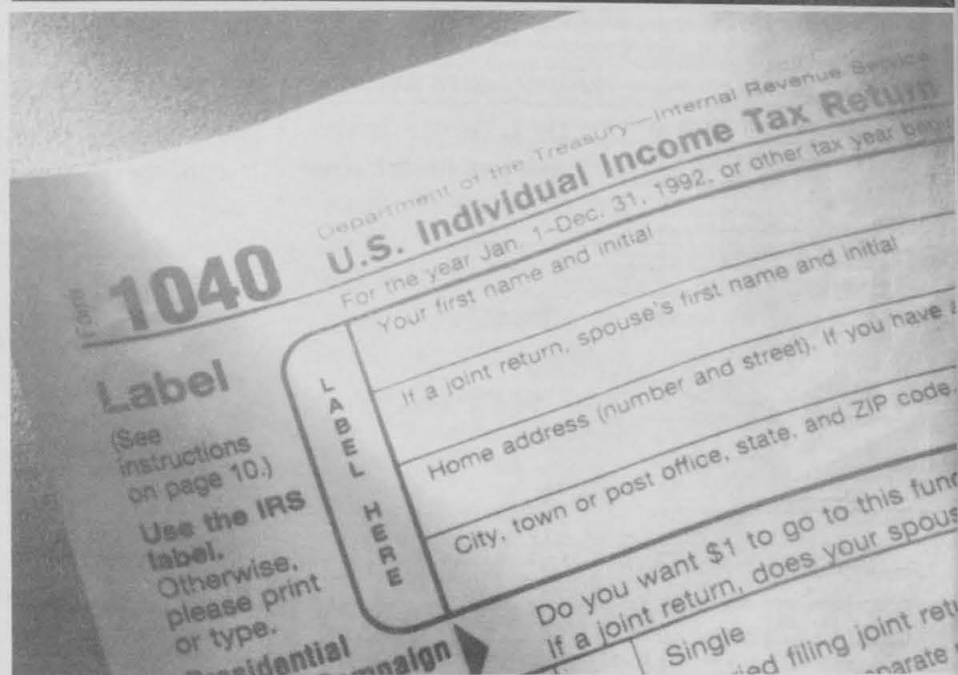 Department of the Treasury—Internal Revenue Service
Form 1040 U.S. Individual Income Tax Return
For the year Jan. 1–Dec. 31, 1992, or other tax year
Label
(See
instructions
on page 10.)
Use the IRS
label.
Otherwise,
please print
or type.
LABEL HERE
Your first name and initial
If a joint return, spouse's first name and initial
Home address (number and street). If you have a
City, town or post office, state, and ZIP code.
Do you want $1 to go to this fund
If a joint return, does your spous
Single
filing joint retu